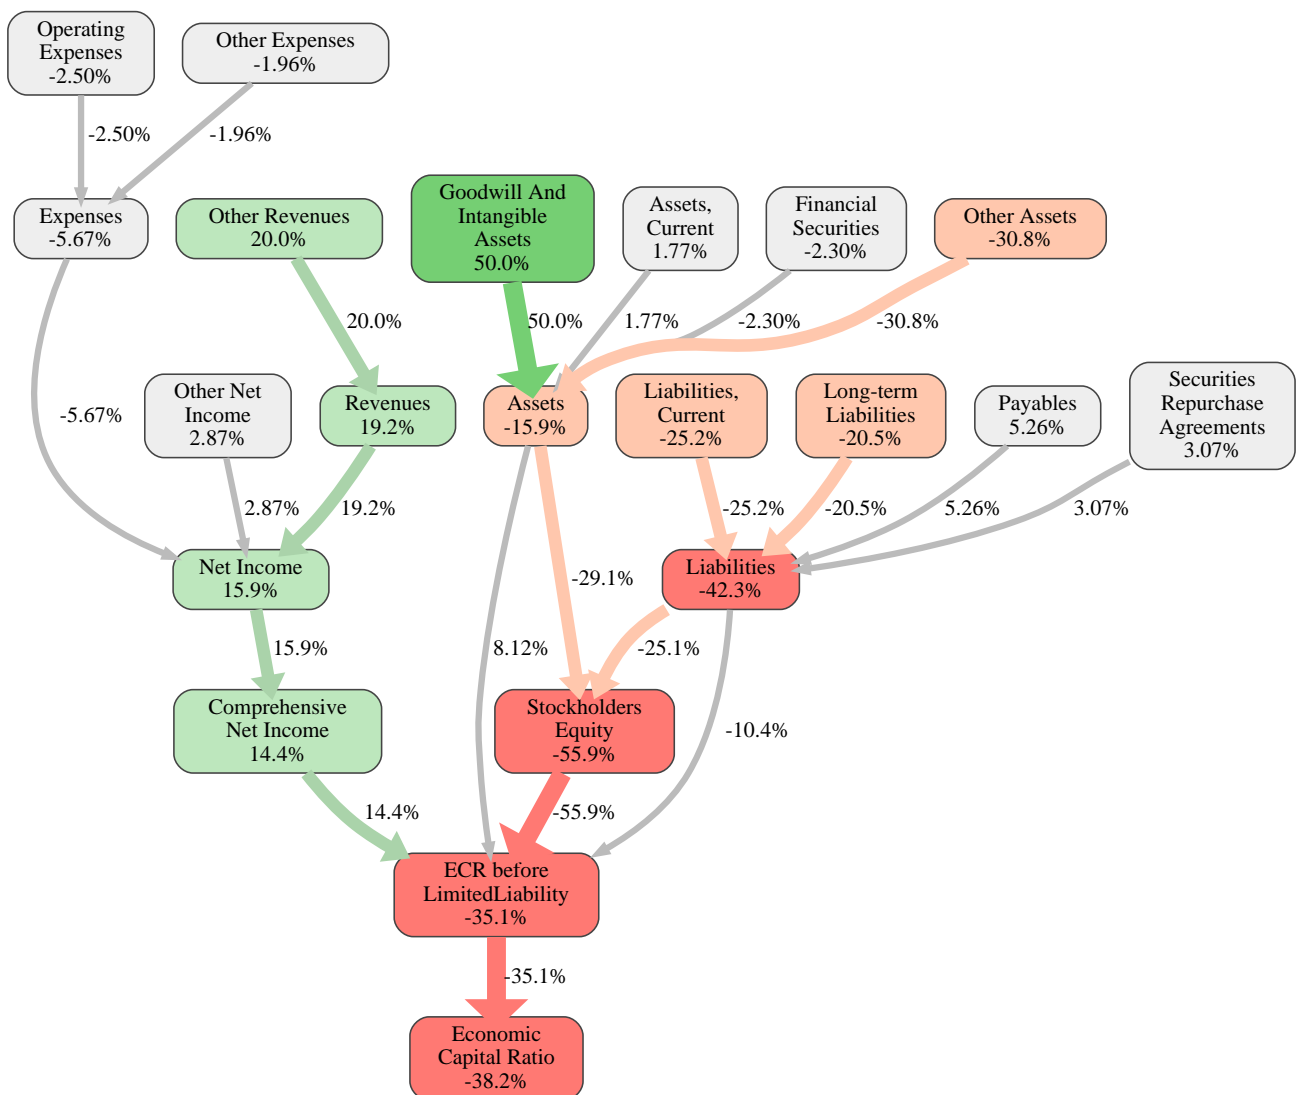 Operating
Expenses
-2.50%
Other Expenses
-1.96%
-2.50%
-1.96%
Expenses
-5.67%
Other Revenues
20.0%
Goodwill And
Intangible
Assets
50.0%
Assets,
Current
1.77%
Financial
Securities
-2.30%
Other Assets
-30.8%
20.0%
50.0%
1.77%
-2.30%
-30.8%
-5.67%
Other Net
Income
2.87%
Revenues
19.2%
Assets
-15.9%
Liabilities,
Current
-25.2%
Long-term
Liabilities
-20.5%
Payables
5.26%
Securities
Repurchase
Agreements
3.07%
2.87%
19.2%
-25.2%
-20.5%
5.26%
3.07%
Net Income
15.9%
-29.1%
Liabilities
-42.3%
15.9%
8.12%
-25.1%
Comprehensive
Net Income
14.4%
Stockholders
Equity
-55.9%
-10.4%
14.4%
-55.9%
ECR before
LimitedLiability
-35.1%
-35.1%
Economic
Capital Ratio
-38.2%